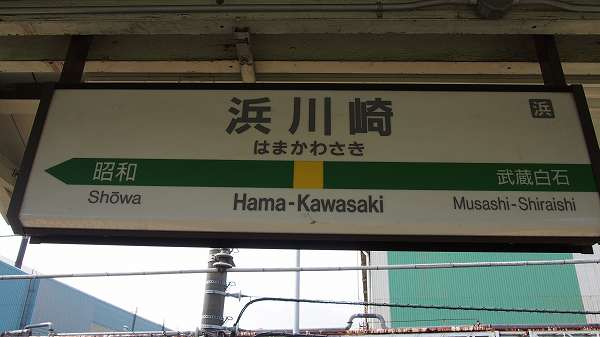 浜川崎
浜
はまかわさき
昭和
武蔵白石
Shōwa
Hama-Kawasaki
Musashi-Shiraishi